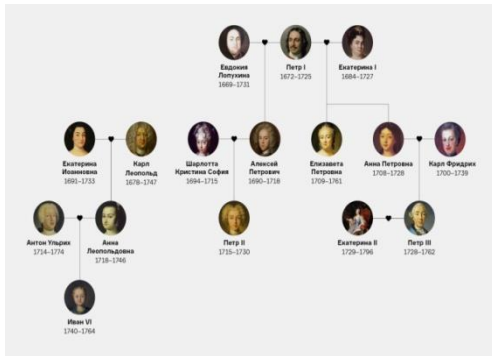 Евдокия
Лопухина
1669–1731
Петр I
1672–1725
Екатерина I
1684–1727
Екатерина
Иоанновна
1691–1733
Карл
Леопольд
1678–1747
Шарлотта
Кристина София
1694–1715
Алексей
Петрович
1690–1718
Елизавета
Петровна
1709–1761
Анна Петровна
1708–1728
Карл Фридрих
1700–1739
Антон Ульрих
1714–1774
Анна
Леопольдовна
1718–1746
Петр II
1715–1730
Екатерина II
1729–1796
Петр III
1728–1762
Иван VI
1740–1764